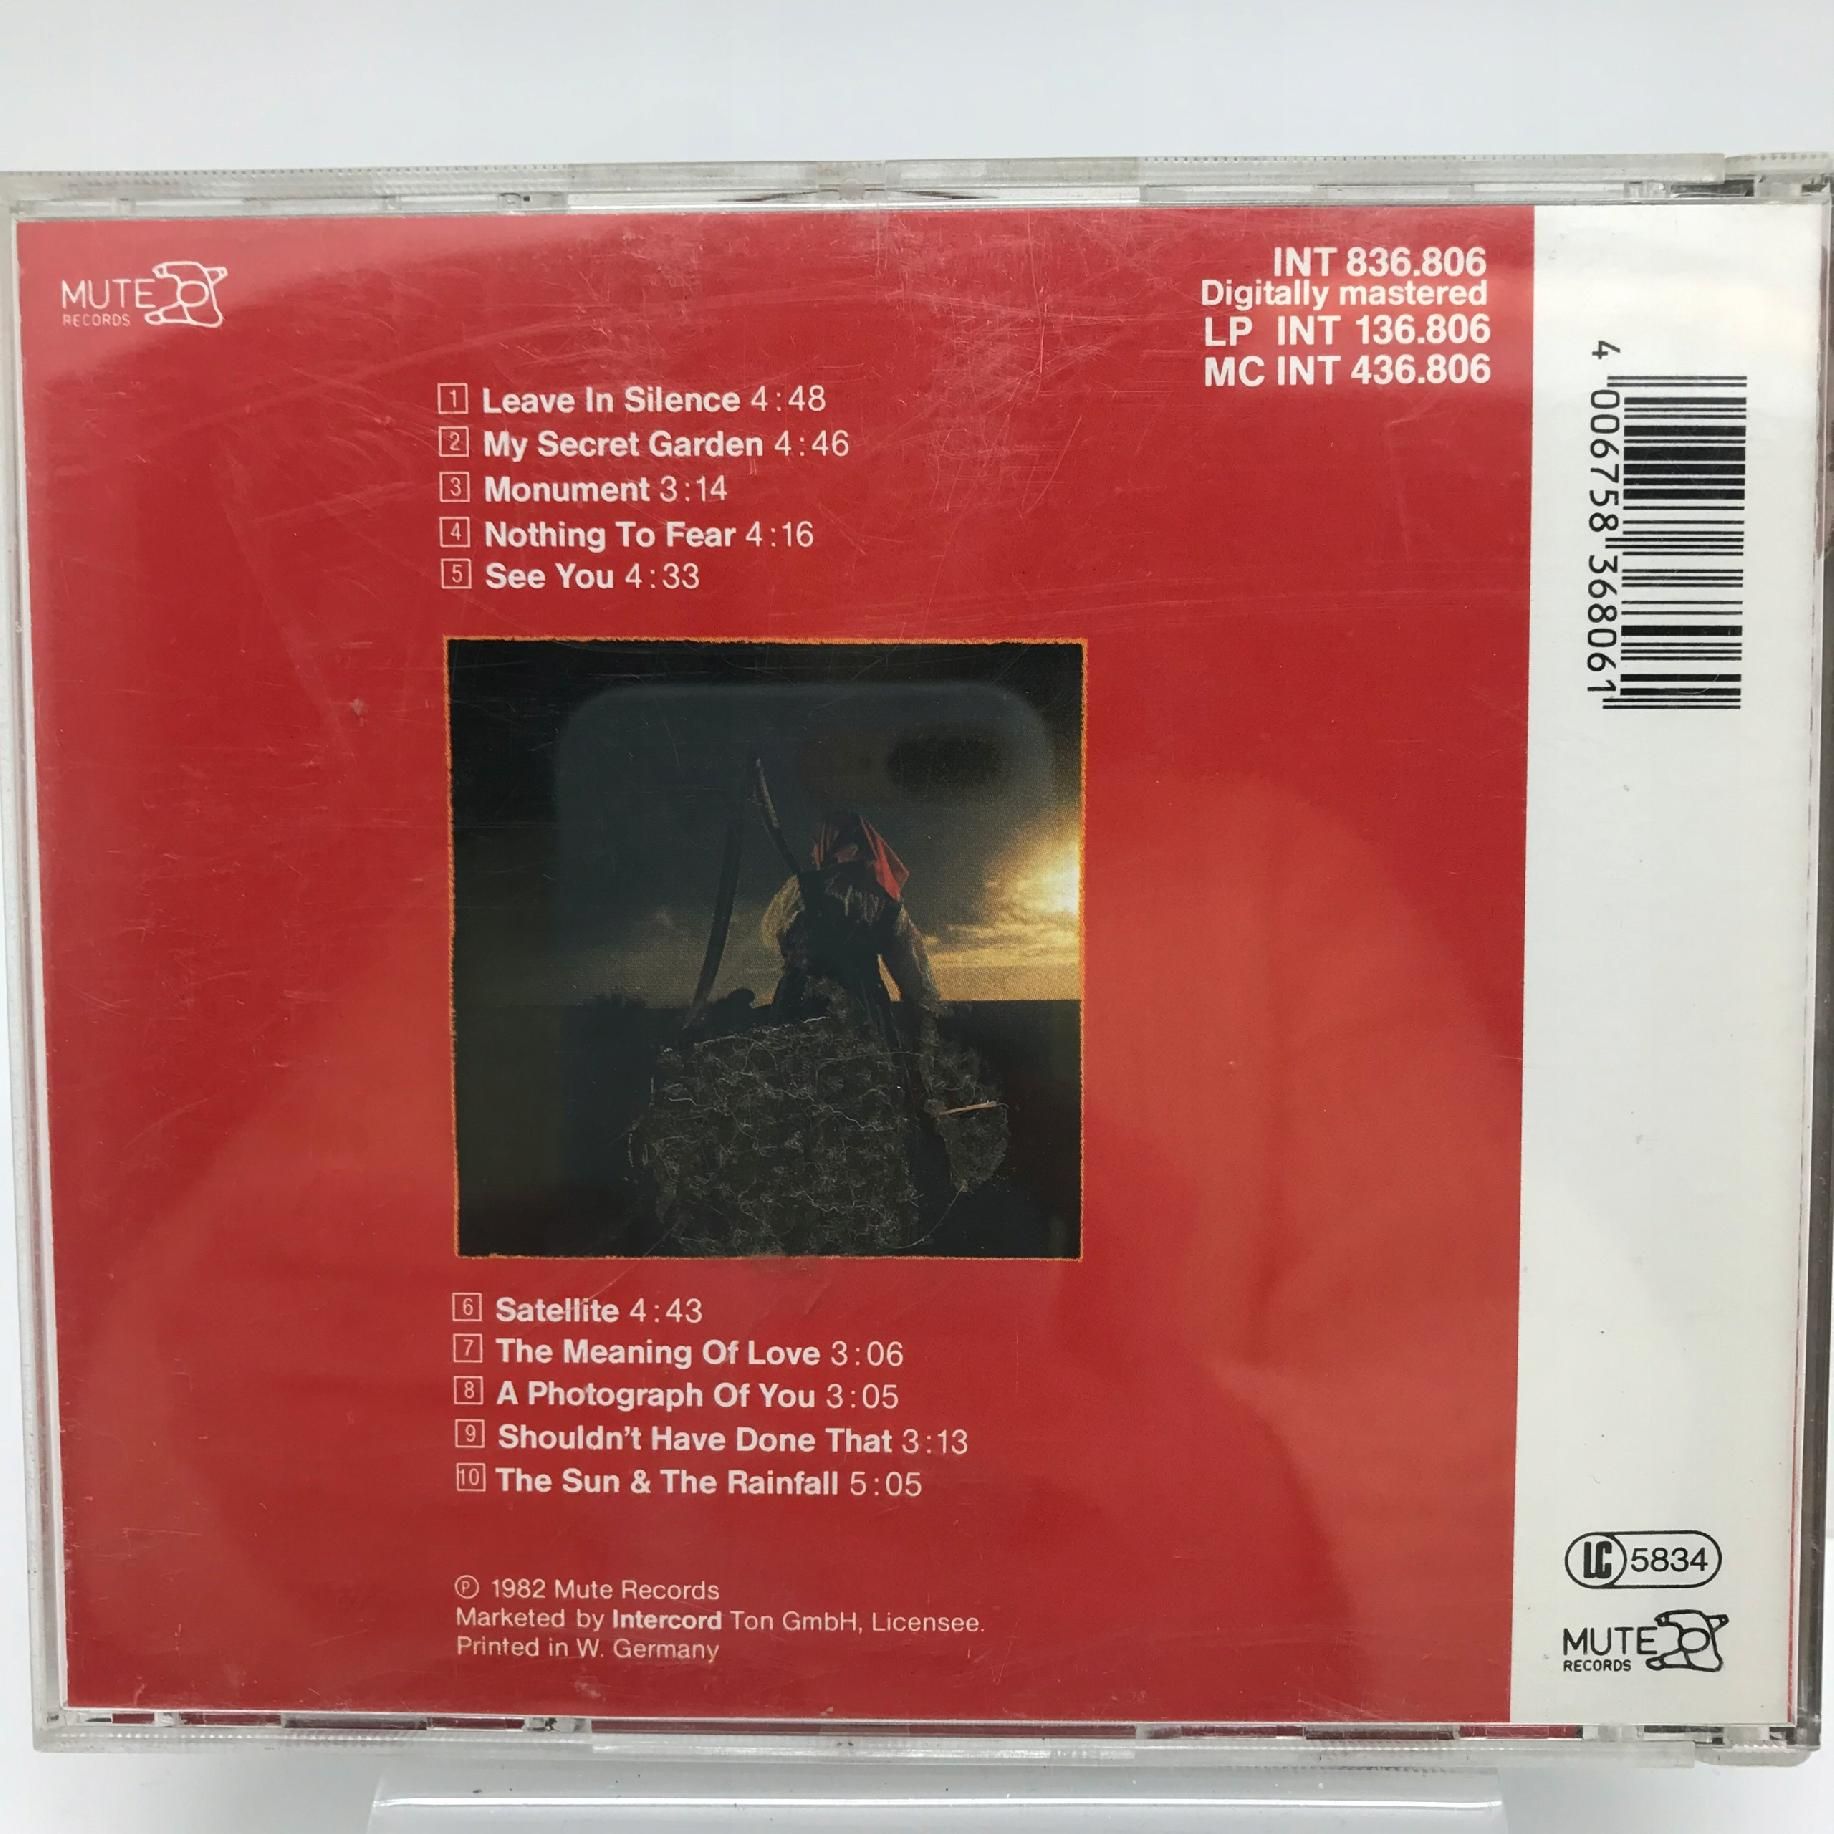 MUTE
RECORDS
INT 836.806
Digitally mastered
LP INT 136.806
MC INT 436.806
1 Leave In Silence 4:48
2 My Secret Garden 4:46
3 Monument 3:14
4 Nothing To Fear 4:16
5 See You 4:33
6 Satellite 4:43
7 The Meaning Of Love 3:06
8 A Photograph Of You 3:05
9 Shouldn't Have Done That 3:13
10 The Sun & The Rainfall 5:05
℗ 1982 Mute Records
Marketed by Intercord Ton GmbH, Licensee.
Printed in W. Germany
4 006758 368061
LC 5834
MUTE
RECORDS